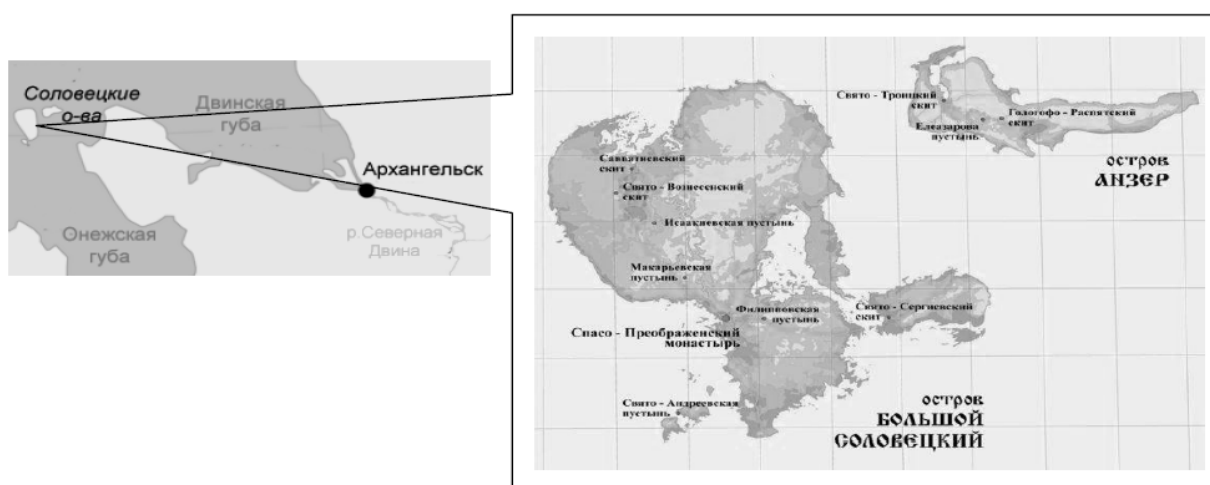 Соловецкие
о-ва
Двинская
губа
Архангельск
Онежская
губа
р.Северная
Двина
Свято - Троицкий
скит
Голгофо - Распятский
скит
Елеазарова
пустынь
остров
АНЗЕР
Савватиевский
скит
Свято - Вознесенский
скит
Исаакиевская пустынь
Макарьевская
пустынь
Филипповская
пустынь
Свято - Сергиевский
скит
Спасо - Преображенский
монастырь
Свято - Андреевская
пустынь
остров
БОЛЬШОЙ
СОЛОВЕЦКИЙ